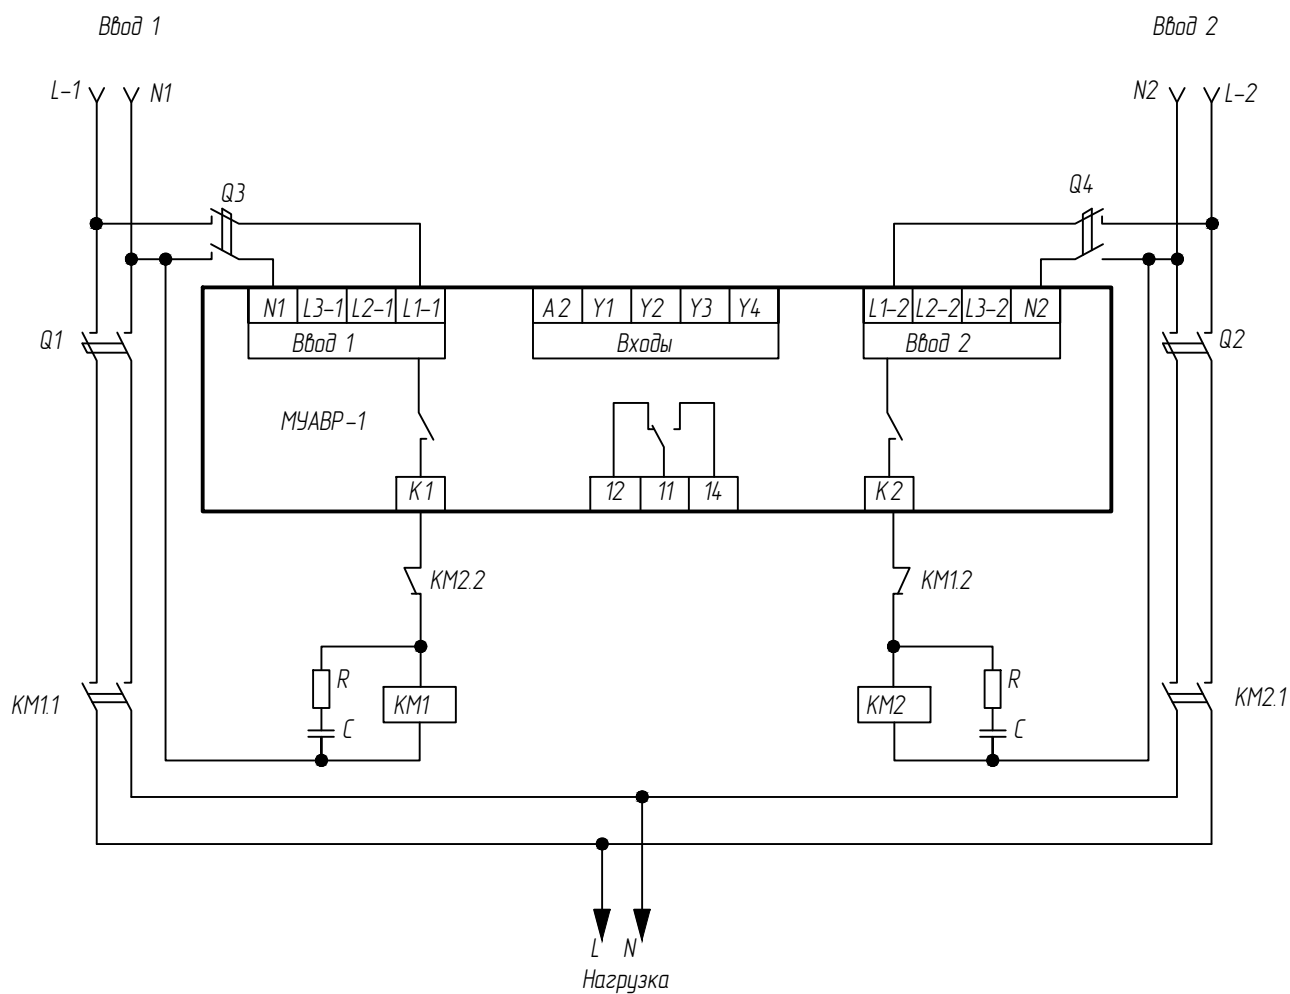 Ввод 1
Ввод 2
L-1
N1
N2
L-2
Q3
Q4
N1 L3-1 L2-1 L1-1
A2 Y1 Y2 Y3 Y4
L1-2 L2-2 L3-2 N2
Q1
Ввод 1
Входы
Ввод 2
Q2
МУАВР-1
K1
12 11 14
K2
KM2.2
KM1.2
R
R
KM1.1
KM1
KM2
KM2.1
C
C
L N
Нагрузка